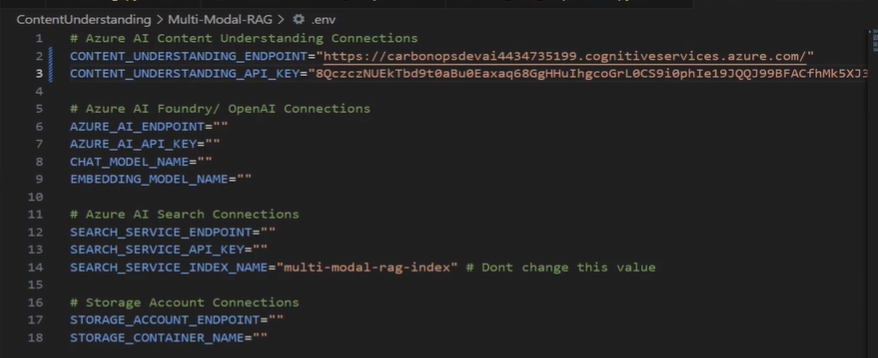 ContentUnderstanding > Multi-Modal-RAG > .env
1 # Azure AI Content Understanding Connections
2 CONTENT_UNDERSTANDING_ENDPOINT="https://carbonopsdevai4434735199.cognitiveservices.azure.com/"
3 CONTENT_UNDERSTANDING_API_KEY="
4
5 # Azure AI Foundry/ OpenAI Connections
6 AZURE_AI_ENDPOINT=""
7 AZURE_AI_API_KEY=""
8 CHAT_MODEL_NAME=""
9 EMBEDDING_MODEL_NAME=""
10
11 # Azure AI Search Connections
12 SEARCH_SERVICE_ENDPOINT=""
13 SEARCH_SERVICE_API_KEY=""
14 SEARCH_SERVICE_INDEX_NAME="multi-modal-rag-index" # Dont change this value
15
16 # Storage Account Connections
17 STORAGE_ACCOUNT_ENDPOINT=""
18 STORAGE_CONTAINER_NAME=""